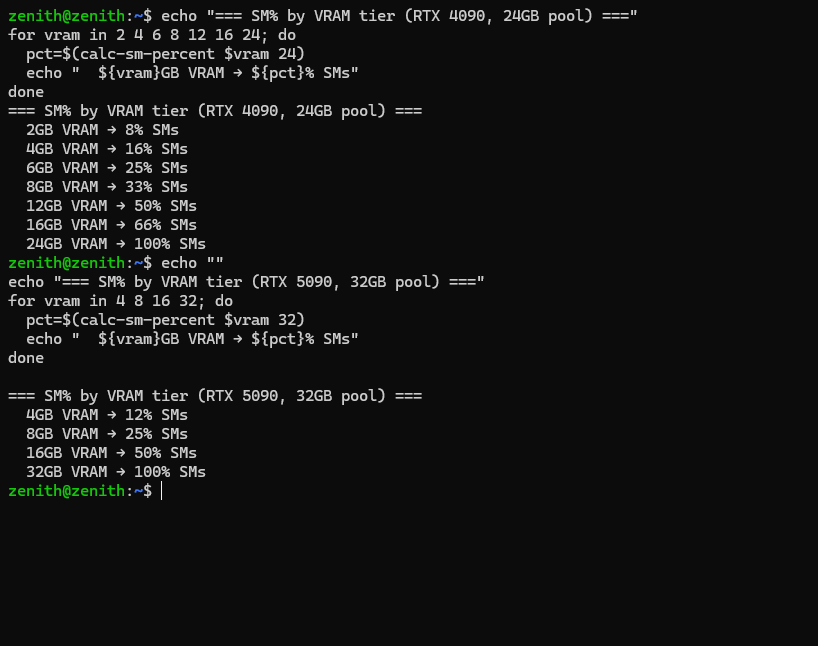 zenith@zenith:~$ echo "=== SM% by VRAM tier (RTX 4090, 24GB pool) ==="
for vram in 2 4 6 8 12 16 24; do
  pct=$(calc-sm-percent $vram 24)
  echo "  ${vram}GB VRAM → ${pct}% SMs"
done
=== SM% by VRAM tier (RTX 4090, 24GB pool) ===
  2GB VRAM → 8% SMs
  4GB VRAM → 16% SMs
  6GB VRAM → 25% SMs
  8GB VRAM → 33% SMs
  12GB VRAM → 50% SMs
  16GB VRAM → 66% SMs
  24GB VRAM → 100% SMs
zenith@zenith:~$ echo ""
echo "=== SM% by VRAM tier (RTX 5090, 32GB pool) ==="
for vram in 4 8 16 32; do
  pct=$(calc-sm-percent $vram 32)
  echo "  ${vram}GB VRAM → ${pct}% SMs"
done

=== SM% by VRAM tier (RTX 5090, 32GB pool) ===
  4GB VRAM → 12% SMs
  8GB VRAM → 25% SMs
  16GB VRAM → 50% SMs
  32GB VRAM → 100% SMs
zenith@zenith:~$